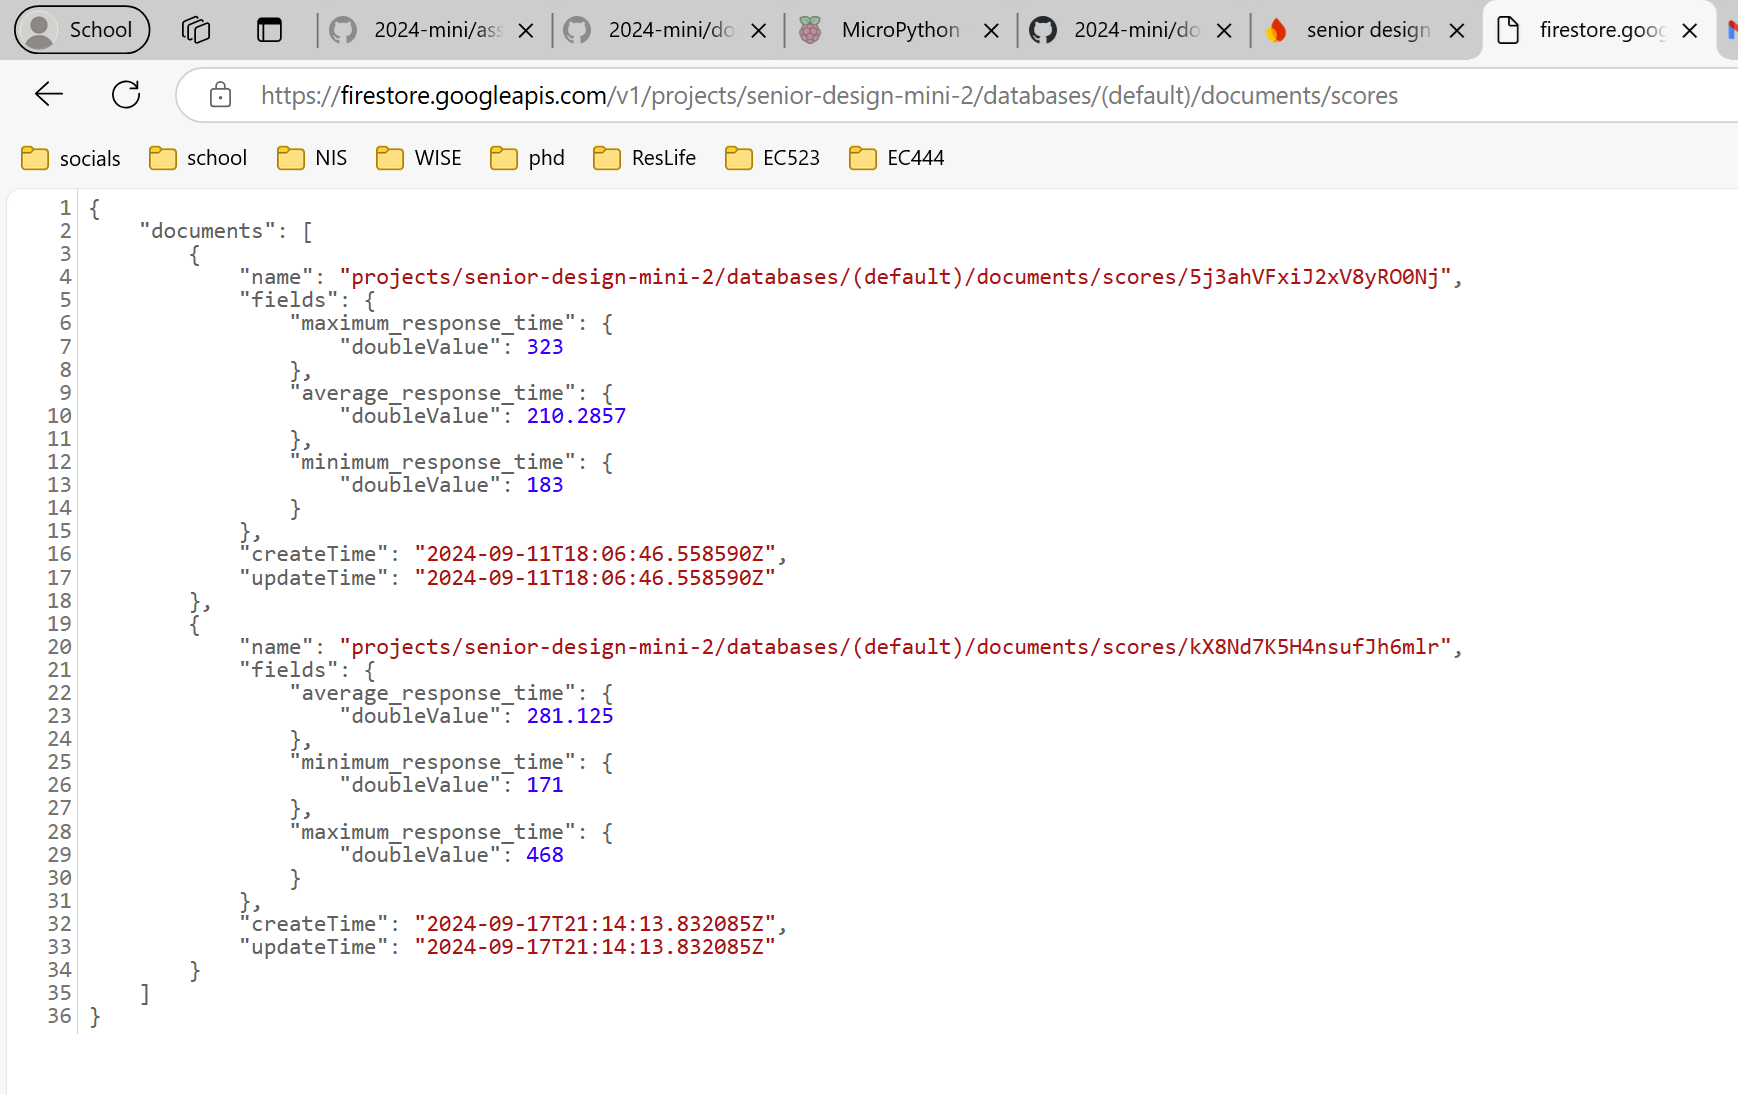 School
2024-mini/ass
2024-mini/do
MicroPython
2024-mini/do
senior design
firestore.goog
https://firestore.googleapis.com/v1/projects/senior-design-mini-2/databases/(default)/documents/scores
socials
school
NIS
WISE
phd
ResLife
EC523
EC444
1 {
2     "documents": [
3         {
4             "name": "projects/senior-design-mini-2/databases/(default)/documents/scores/5j3ahVFxiJ2xV8yRO0Nj",
5             "fields": {
6                 "maximum_response_time": {
7                     "doubleValue": 323
8                 },
9                 "average_response_time": {
10                     "doubleValue": 210.2857
11                 },
12                 "minimum_response_time": {
13                     "doubleValue": 183
14                 }
15             },
16             "createTime": "2024-09-11T18:06:46.558590Z",
17             "updateTime": "2024-09-11T18:06:46.558590Z"
18         },
19         {
20             "name": "projects/senior-design-mini-2/databases/(default)/documents/scores/kX8Nd7K5H4nsufJh6mlr",
21             "fields": {
22                 "average_response_time": {
23                     "doubleValue": 281.125
24                 },
25                 "minimum_response_time": {
26                     "doubleValue": 171
27                 },
28                 "maximum_response_time": {
29                     "doubleValue": 468
30                 }
31             },
32             "createTime": "2024-09-17T21:14:13.832085Z",
33             "updateTime": "2024-09-17T21:14:13.832085Z"
34         }
35     ]
36 }